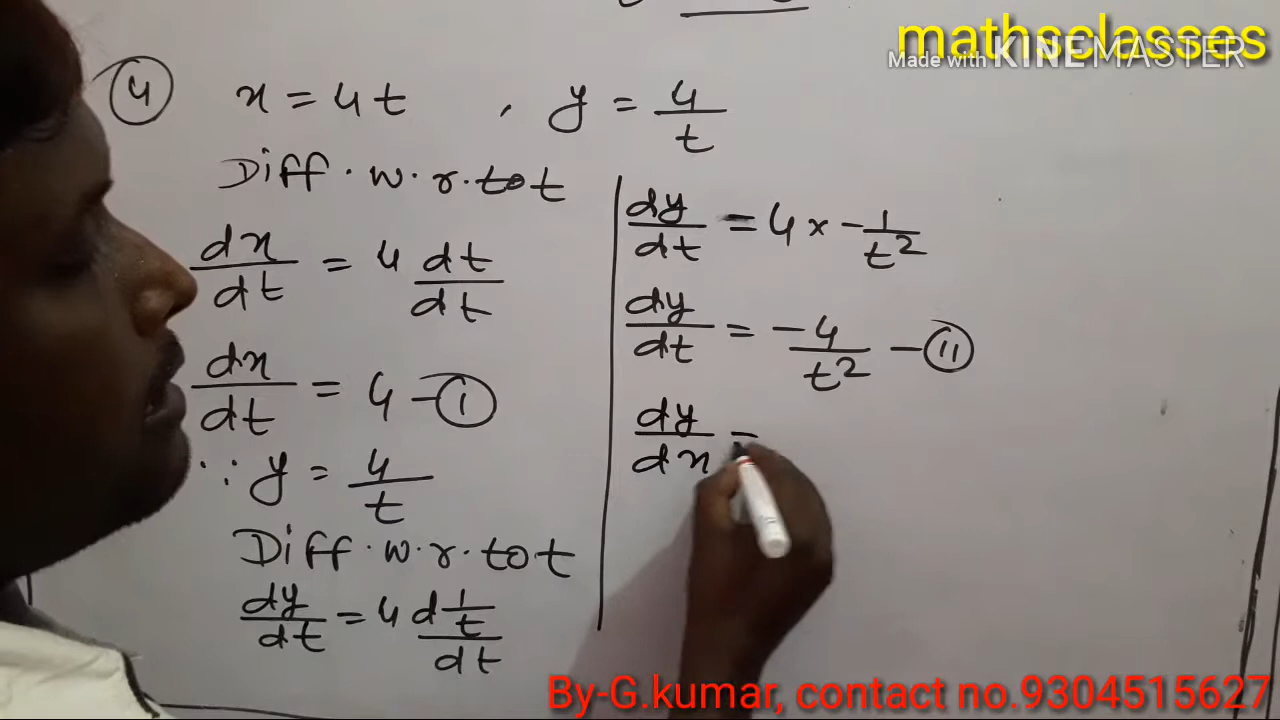 mathsclasses
Made with KINEMASTER
④ x = 4t , y = 4/t
Diff. w. r. to t
dx/dt = 4 dt/dt
dx/dt = 4 - ①
∵ y = 4/t
Diff. w. r. to t
dy/dt = 4 d 1/t / dt
dy/dt = 4 × - 1/t²
dy/dt = -4/t² - ⑪
dy/dx =
By-G.kumar, contact no.9304515627